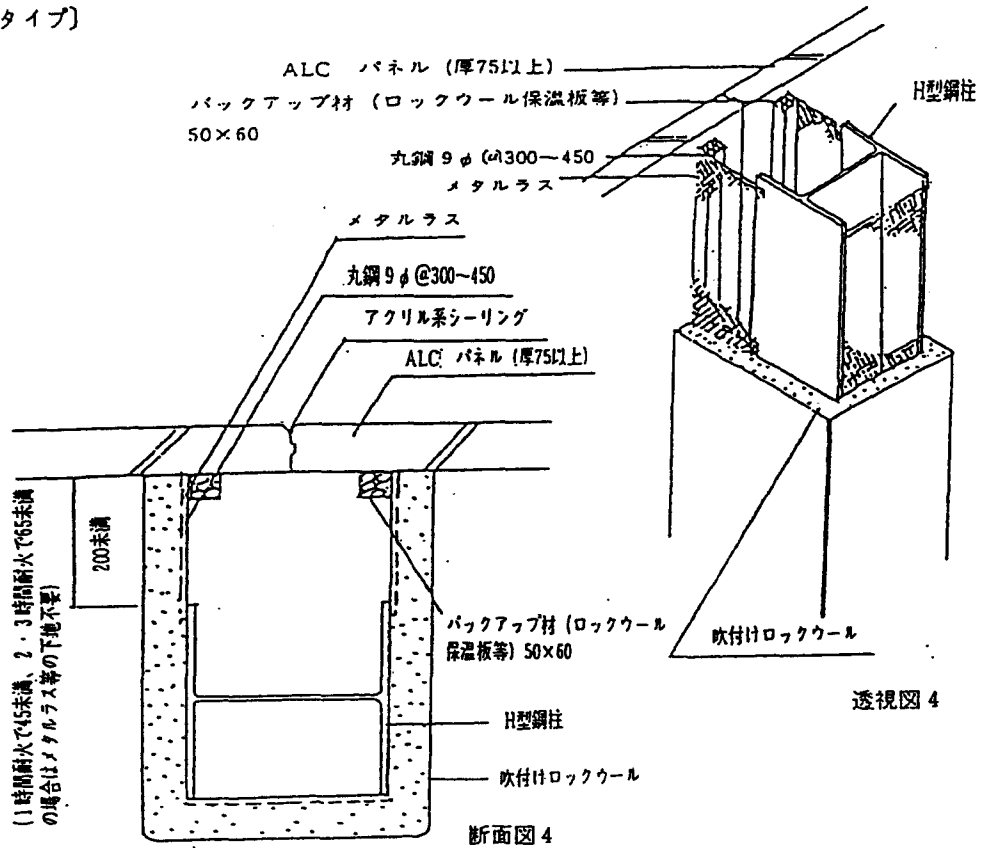 タイプ］
ALC パネル (厚75以上)
バックアップ材 (ロックウール保温板等)
50×60
H型鋼柱
丸鋼9φ@300〜450
メタルラス
メタルラス
丸鋼9φ@300〜450
アクリル系シーリング
ALC パネル (厚75以上)
200未満
(1時間耐火で45未満、2・3時間耐火で65未満
の場合はメタルラス等の下地不要)
バックアップ材 (ロックウール
保温板等) 50×60
H型鋼柱
吹付けロックウール
断面図4
吹付けロックウール
透視図4